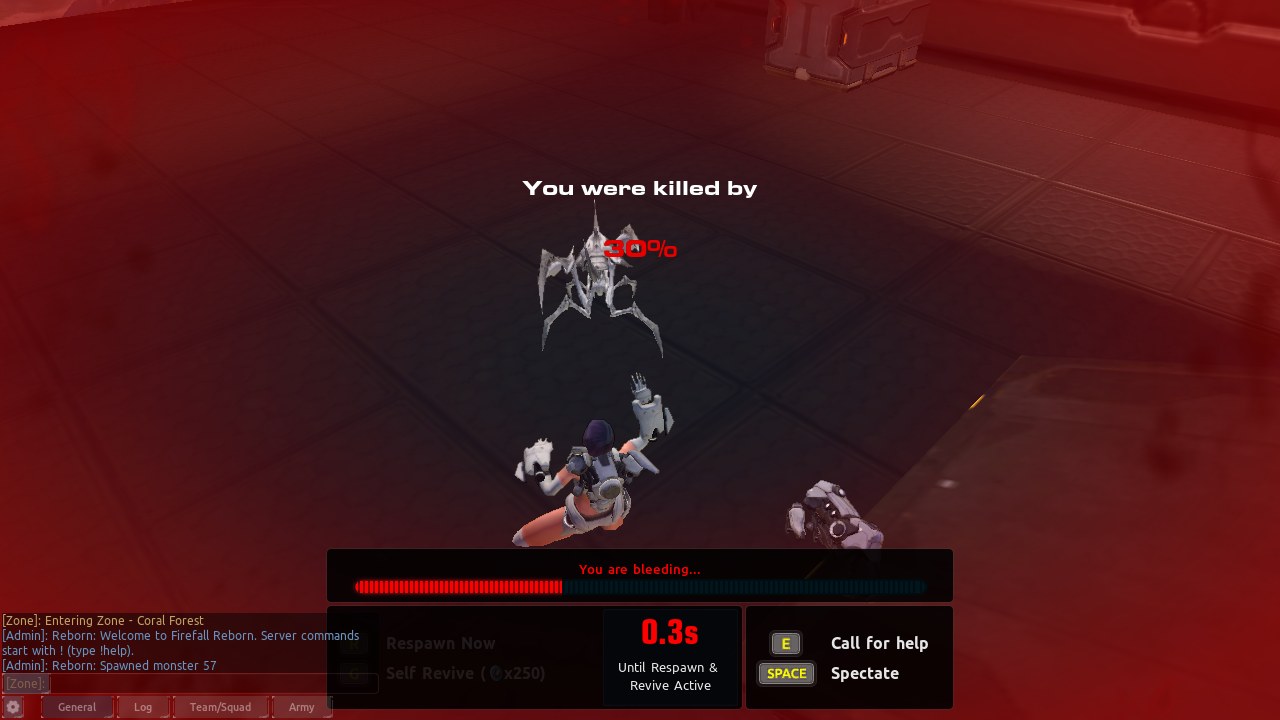 You were killed by
30%
You are bleeding...
[Zone]: Entering Zone - Coral Forest
[Admin]: Reborn: Welcome to Firefall Reborn. Server commands
start with ! (type !help).
[Admin]: Reborn: Spawned monster 57
[Zone]:
General Log Team/Squad Army
R Respawn Now
Self Revive ( x250)
0.3s
Until Respawn &
Revive Active
E Call for help
SPACE Spectate